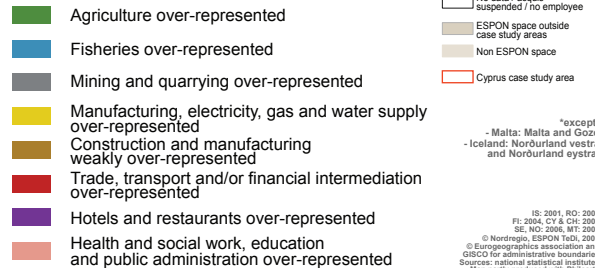 Agriculture over-represented
Fisheries over-represented
Mining and quarrying over-represented
Manufacturing, electricity, gas and water supply
over-represented
Construction and manufacturing
weakly over-represented
Trade, transport and/or financial intermediation
over-represented
Hotels and restaurants over-represented
Health and social work, education
and public administration over-represented
suspended / no employee
ESPON space outside
case study areas
Non ESPON space
Cyprus case study area
*except
- Malta: Malta and Goz
- Iceland: Norðurland vestr
and Norðurland eystra
IS: 2001, RO: 200
FI: 2004, CY & CH: 200
SE, NO: 2006, MT: 200
© Nordregio, ESPON TeDi, 200
© Eurogeographics association an
GISCO for administrative boundarie
Sources: national statistical institute